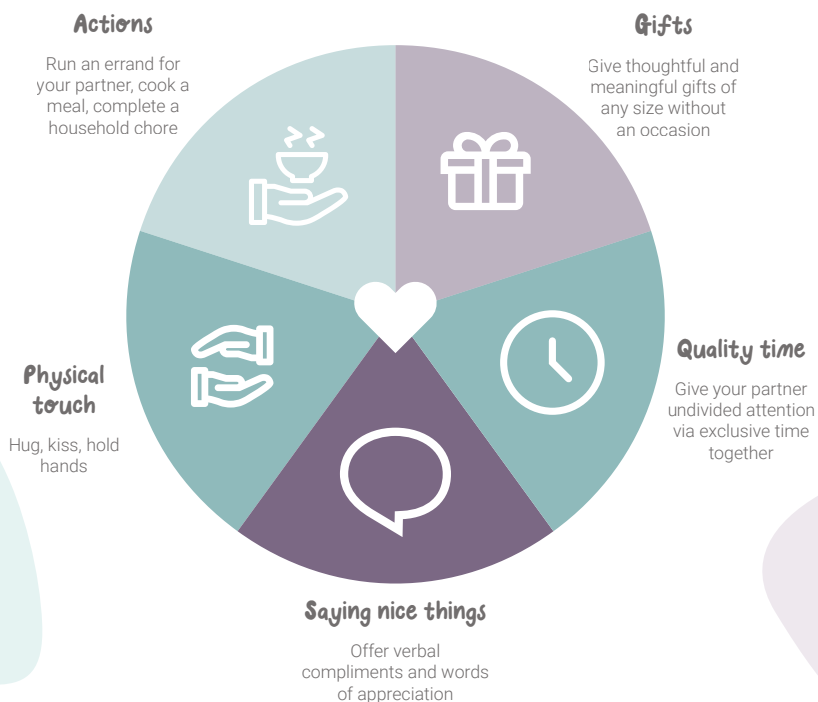 Actions
Run an errand for
your partner, cook a
meal, complete a
household chore
Gifts
Give thoughtful and
meaningful gifts of
any size without
an occasion
Physical
touch
Hug, kiss, hold
hands
Quality time
Give your partner
undivided attention
via exclusive time
together
Saying nice things
Offer verbal
compliments and words
of appreciation